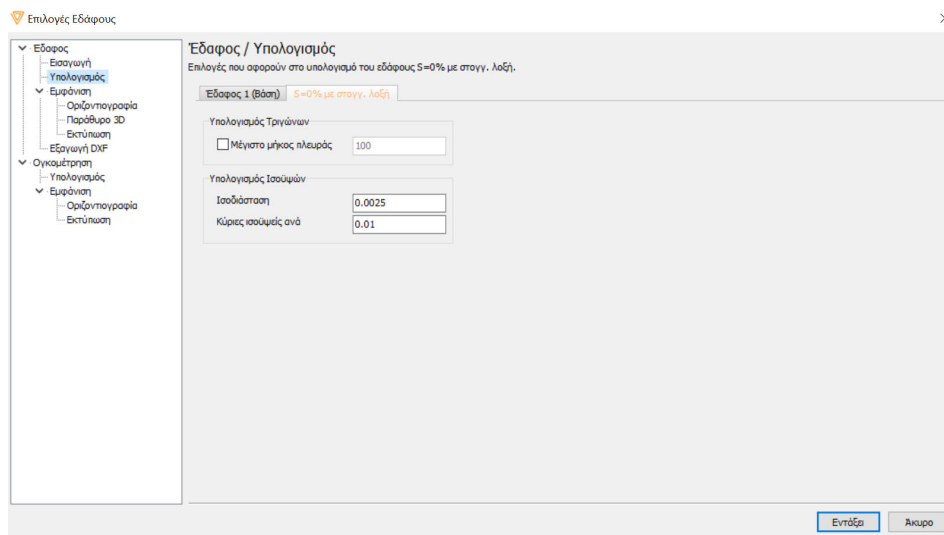 Επιλογές Εδάφους
Έδαφος
Εισαγωγή
Υπολογισμός
Εμφάνιση
Οριζοντιογραφία
Παράθυρο 3D
Εκτύπωση
Εξαγωγή DXF
Ογκομέτρηση
Υπολογισμός
Εμφάνιση
Οριζοντιογραφία
Εκτύπωση
Έδαφος / Υπολογισμός
Επιλογές που αφορούν στο υπολογισμό του εδάφους S=0% με στογγ. λοξή.
Έδαφος 1 (Βάση) S=0% με στογγ. λοξή
Υπολογισμός Τριγώνων
Μέγιστο μήκος πλευράς 100
Υπολογισμός Ισοϋψών
Ισοδιάσταση 0.0025
Κύριες ισοϋψείς ανά 0.01
Εντάξει Άκυρο